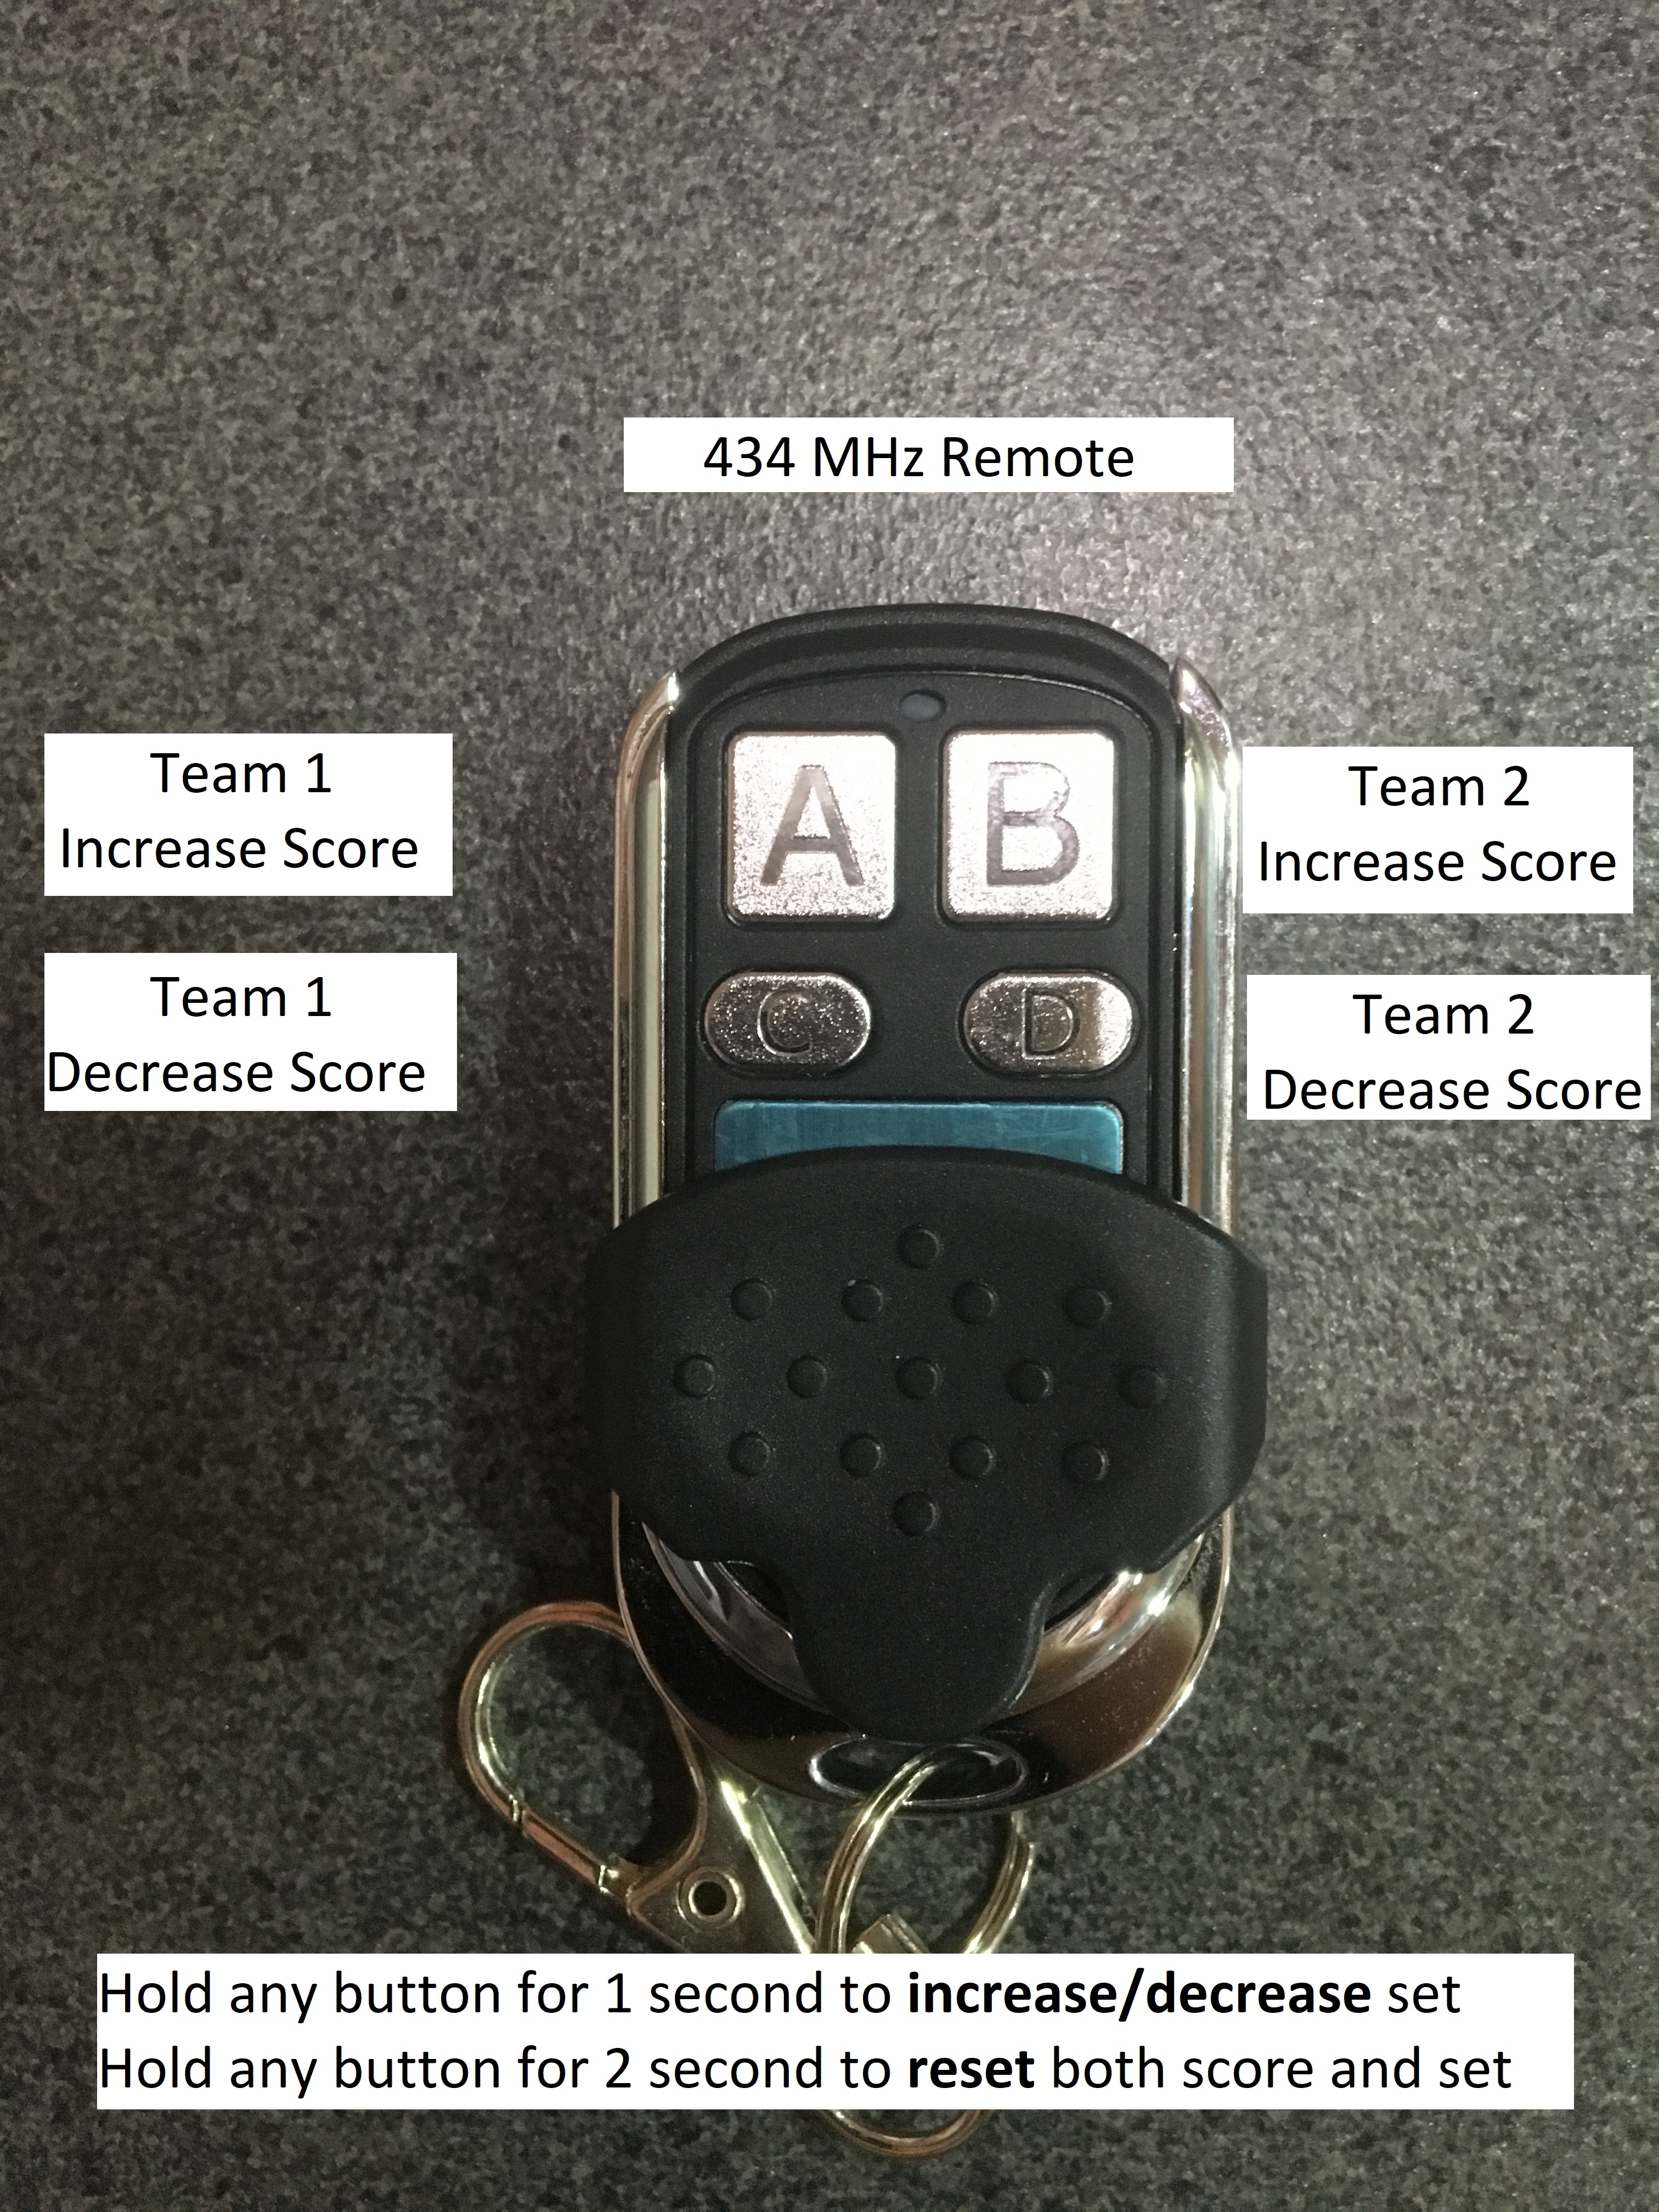 434 MHz Remote
A B
Team 1
Increase Score
Team 2
Increase Score
C D
Team 1
Decrease Score
Team 2
Decrease Score
Hold any button for 1 second to increase/decrease set
Hold any button for 2 second to reset both score and set